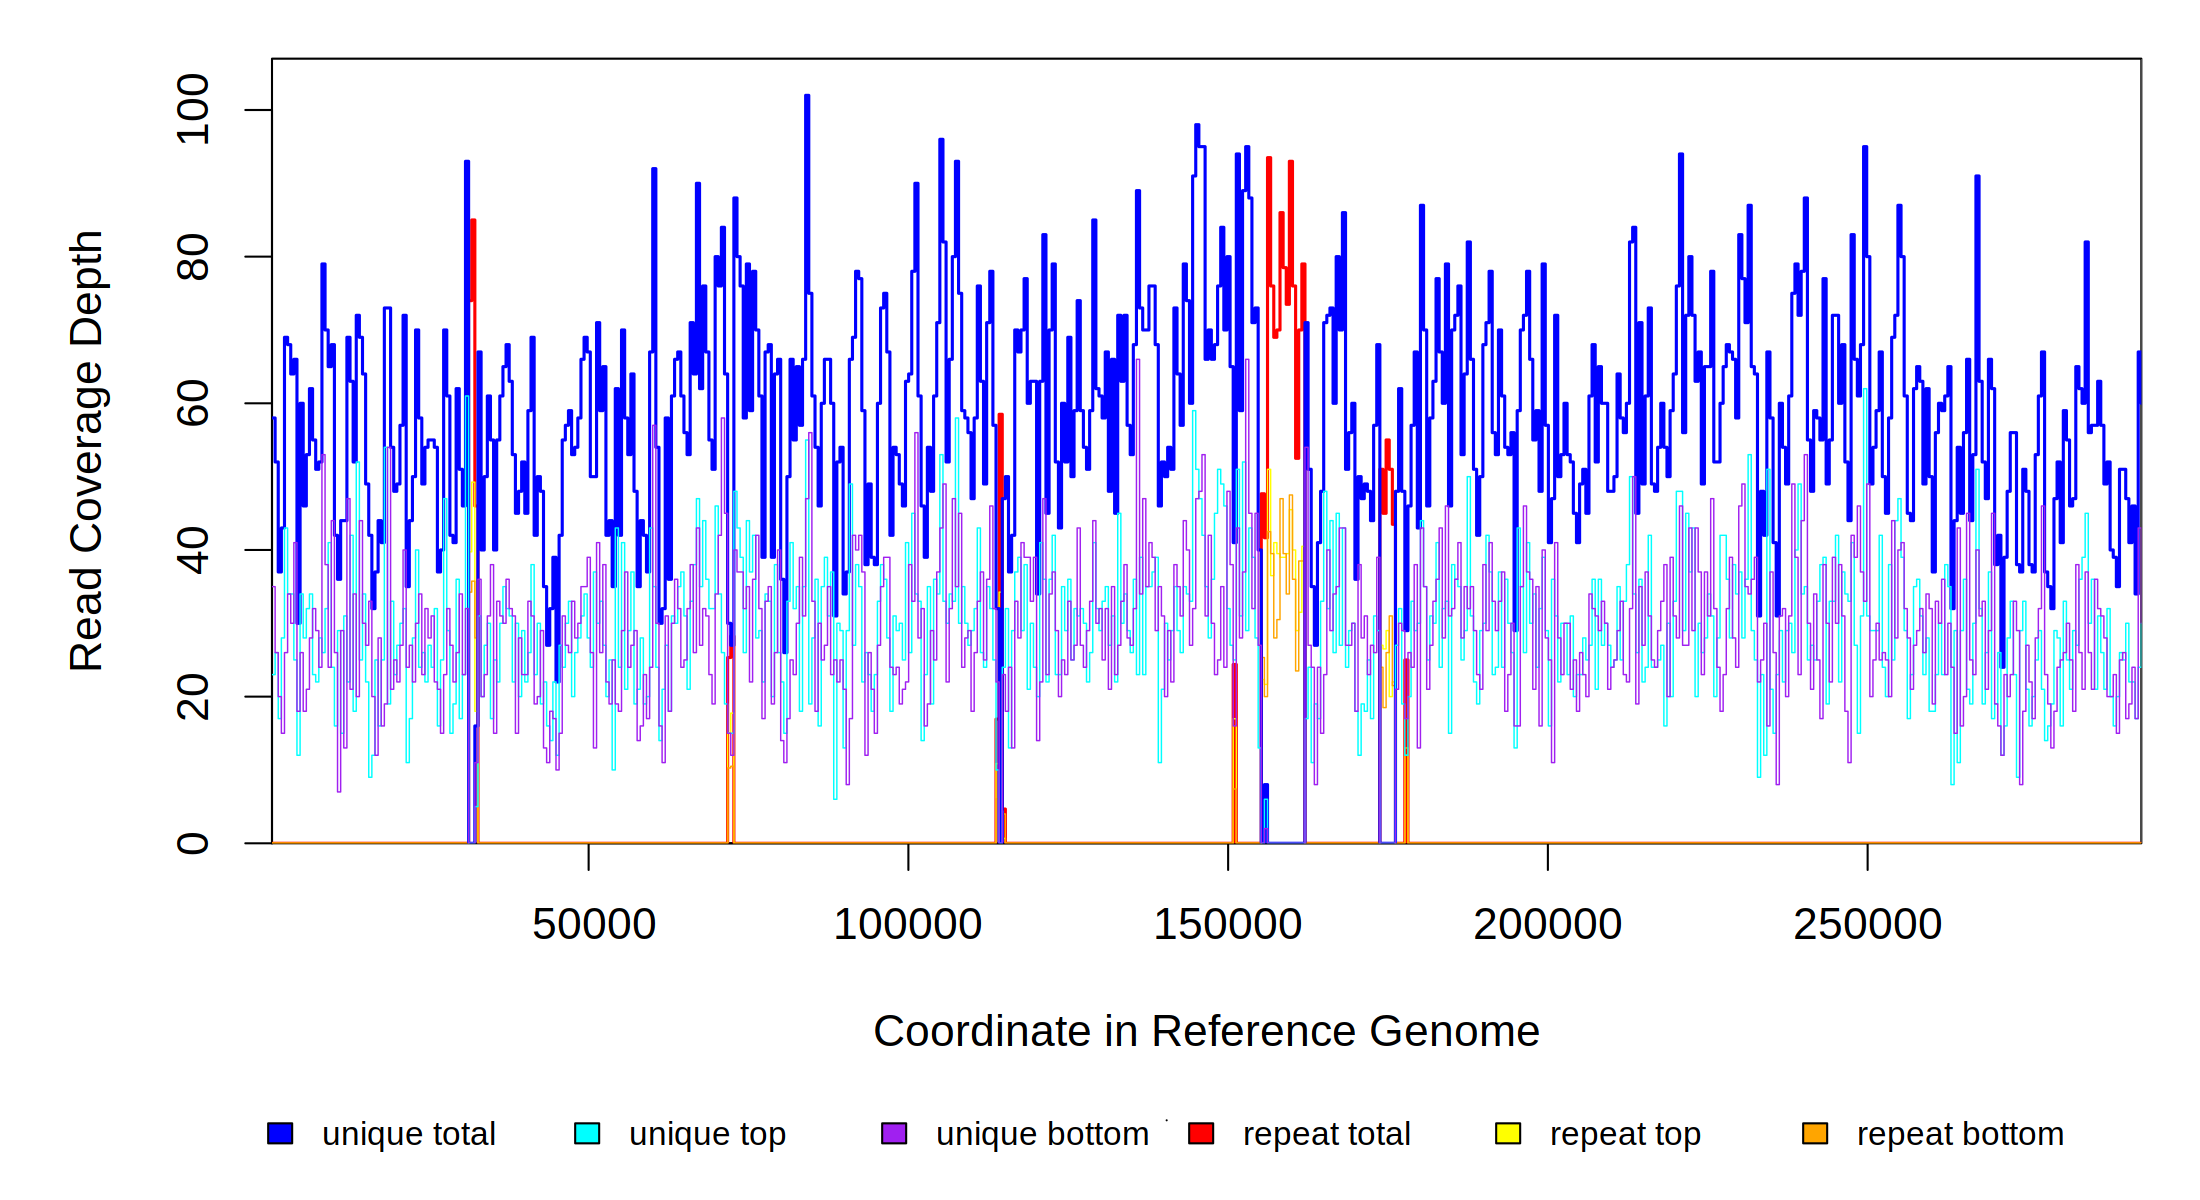 Read Coverage Depth
100
80
60
40
20
0
50000 100000 150000 200000 250000
Coordinate in Reference Genome
unique total unique top unique bottom repeat total repeat top repeat bottom